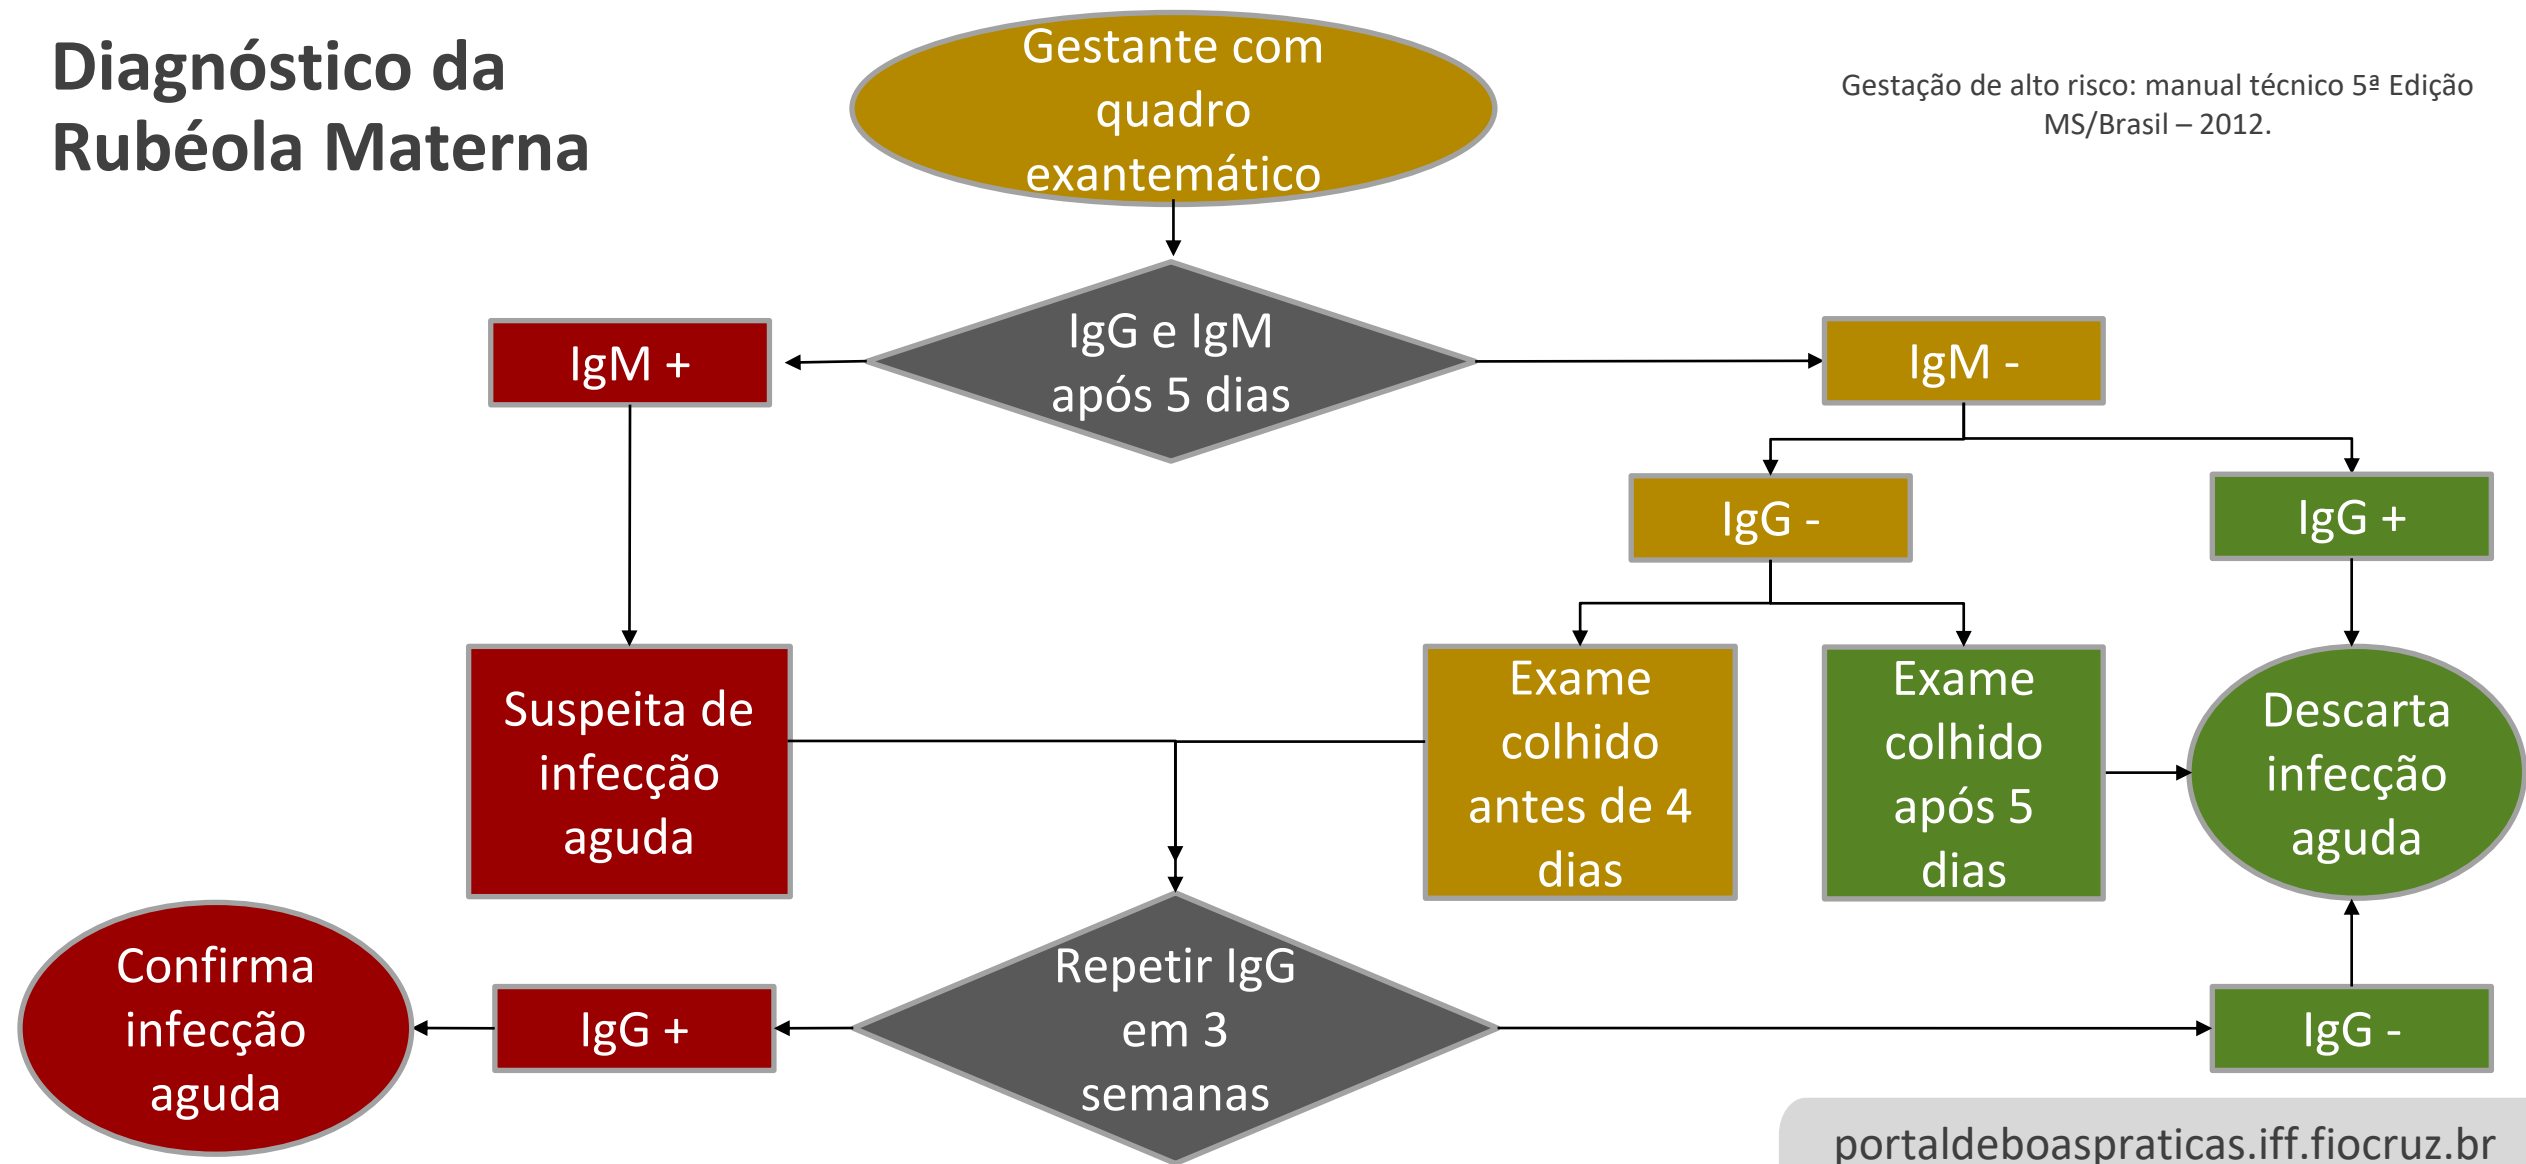 Diagnóstico da
Rubéola Materna
Gestante com
quadro
exantemático
Gestação de alto risco: manual técnico 5ª Edição
MS/Brasil – 2012.
IgG e IgM
após 5 dias
IgM +
IgM -
IgG -
IgG +
Suspeita de
infecção
aguda
Exame
colhido
antes de 4
dias
Exame
colhido
após 5
dias
Descarta
infecção
aguda
Confirma
infecção
aguda
IgG +
Repetir IgG
em 3
semanas
IgG -
portaldeboaspraticas.iff.fiocruz.br